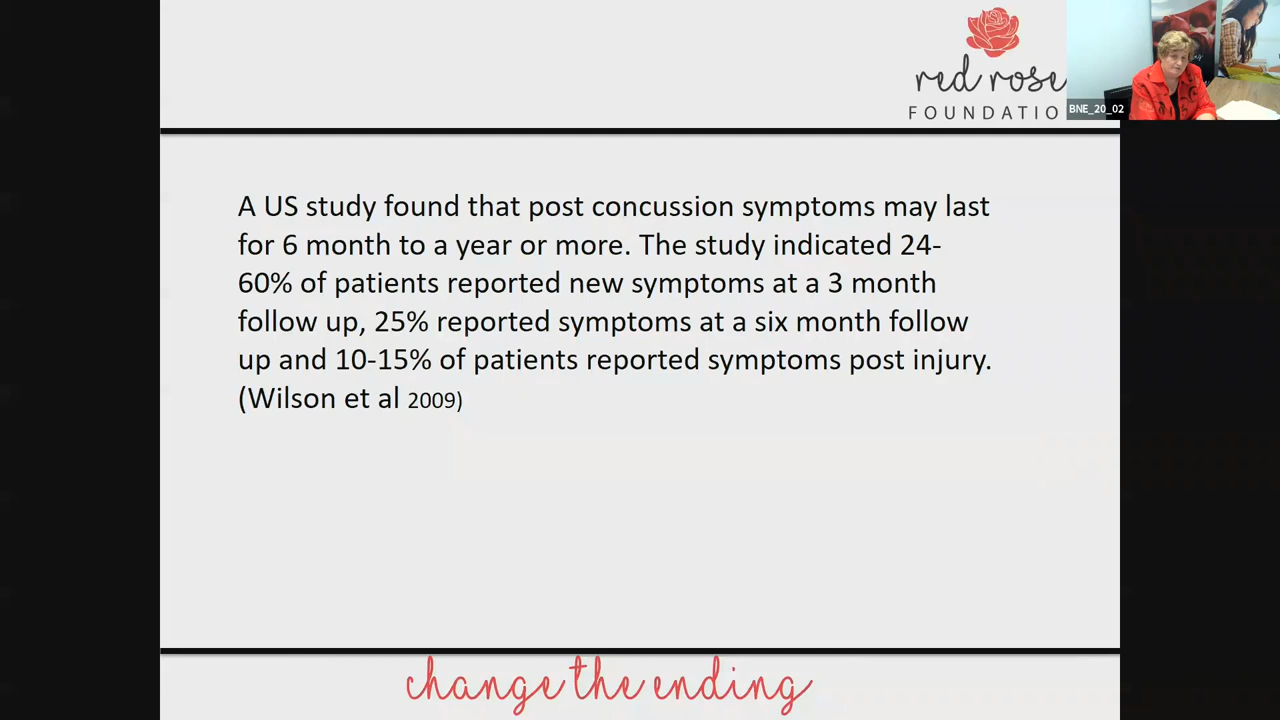 red rose
FOUNDATIO
BNE_20_02
A US study found that post concussion symptoms may last
for 6 month to a year or more. The study indicated 24-
60% of patients reported new symptoms at a 3 month
follow up, 25% reported symptoms at a six month follow
up and 10-15% of patients reported symptoms post injury.
(Wilson et al 2009)
change the ending